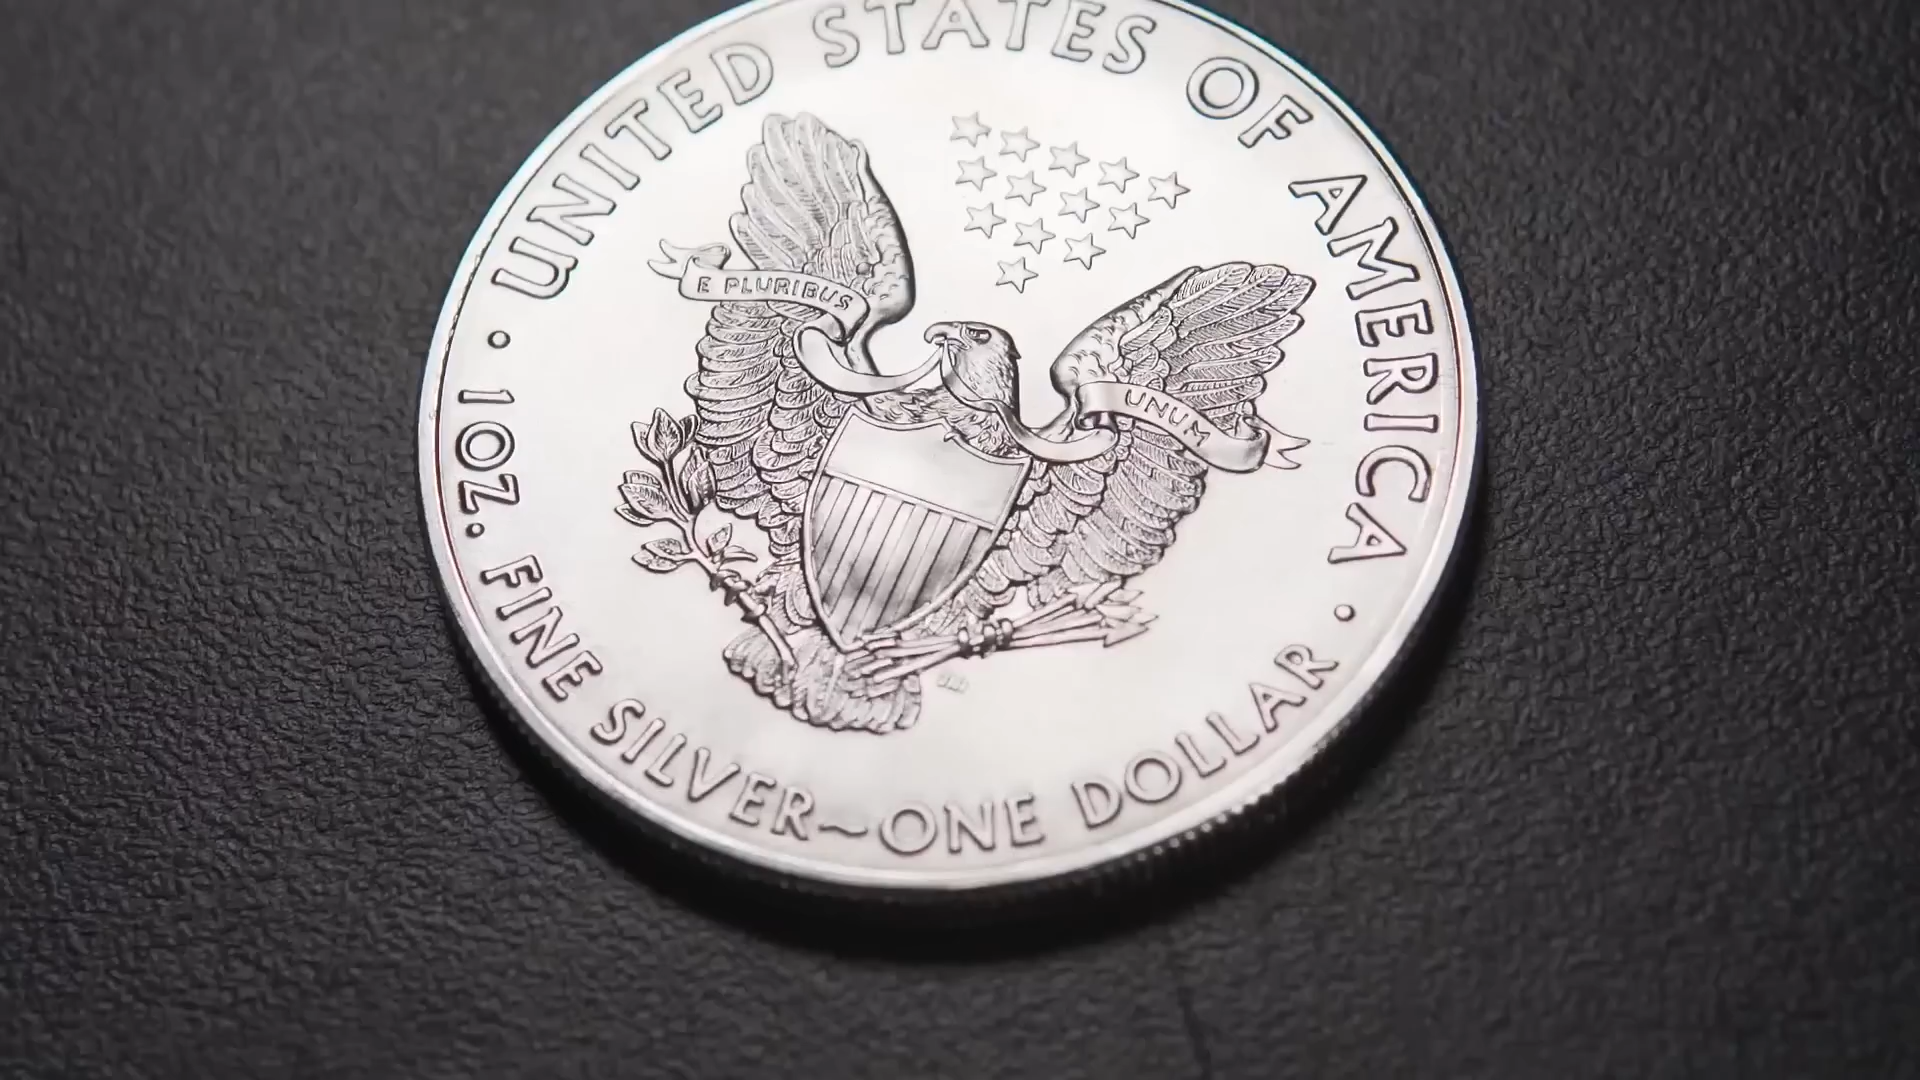 UNITED STATES OF AMERICA
E PLURIBUS
UNUM
1 OZ. FINE SILVER~ONE DOLLAR